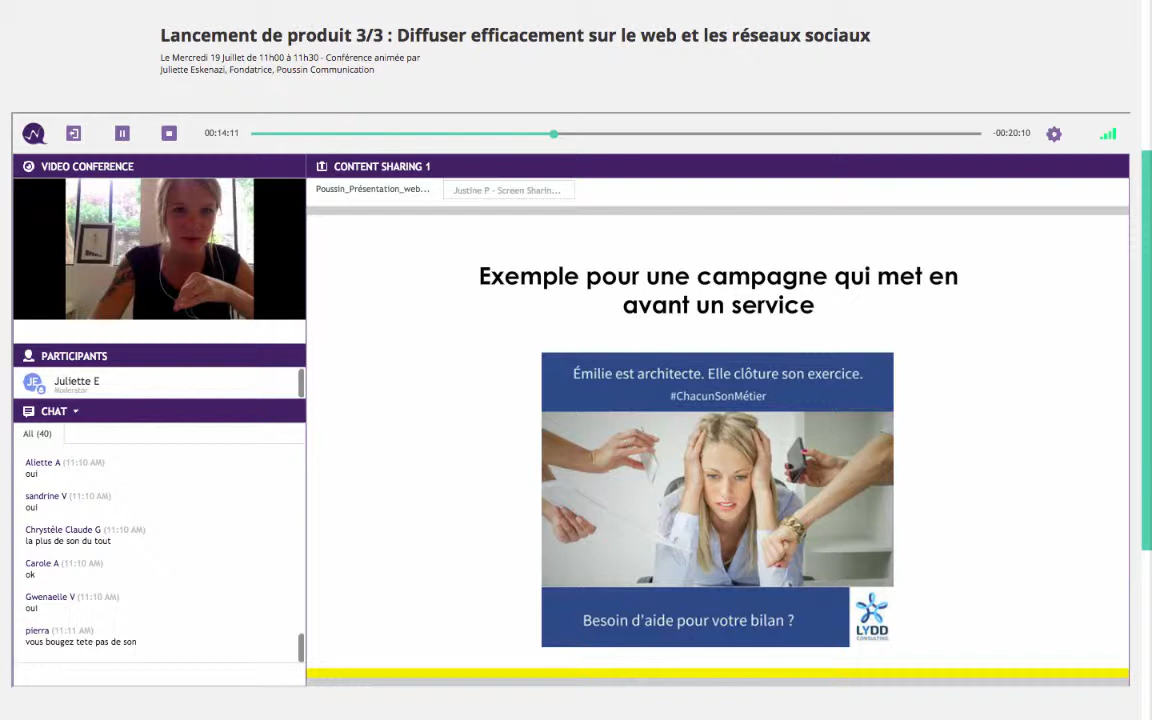 Lancement de produit 3/3 : Diffuser efficacement sur le web et les réseaux sociaux
Le Mercredi 19 Juillet de 11h00 à 11h30 - Conférence animée par
Juliette Eskenazi, Fondatrice, Poussin Communication
00:14:11
-00:20:10
VIDEO CONFERENCE
CONTENT SHARING 1
Poussin_Présentation_web...
Justine P - Screen Sharin...
Exemple pour une campagne qui met en
avant un service
PARTICIPANTS
JE
Juliette E
Moderator
CHAT
All (40)
Aliette A (11:10 AM)
oui
sandrine V (11:10 AM)
oui
Chrystèle Claude G (11:10 AM)
la plus de son du tout
Carole A (11:10 AM)
ok
Gwenaelle V (11:10 AM)
oui
pierra (11:11 AM)
vous bougez tete pas de son
Émilie est architecte. Elle clôture son exercice.
#ChacunSonMétier
Besoin d'aide pour votre bilan ?
LYDD
CONSULTING